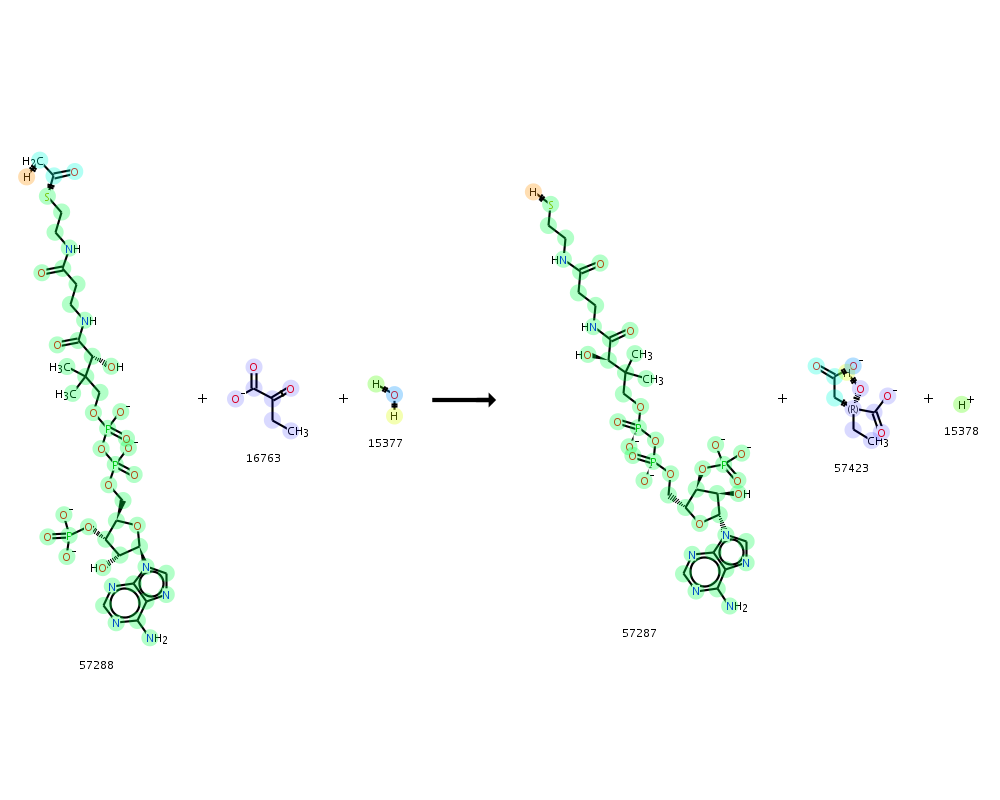 H₂C
H
O
S
NH
O
NH
O
OH
H₃C
H₃C
O
O⁻
P
O
O
O⁻
P
O
O
O⁻
O
P
O
O⁻
O
HO
N
N
N
N
N
NH₂
57288
+
O
O⁻
O
CH₃
16763
+
H
O
H
15377
H
S
HN
O
HN
O
HO
CH₃
CH₃
O
O
P
O⁻
O
O
P
O⁻
O
O⁻
O⁻
P
O
O
OH
O
N
N
N
N
N
NH₂
57287
+
O
O⁻
H
O
(R)
O⁻
O
CH₃
57423
+
H⁺
15378